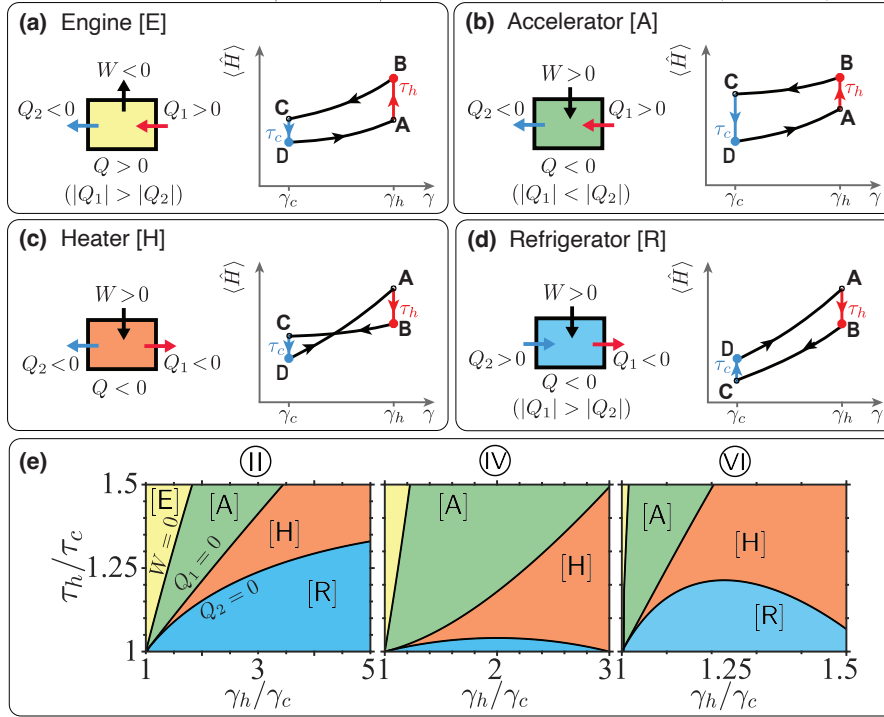 (a) Engine [E]
W < 0
Q₂ < 0
Q₁ > 0
Q > 0
(|Q₁| > |Q₂|)
⟨Ĥ⟩
B
τh
C
A
τc
D
γc
γh
γ
(b) Accelerator [A]
W > 0
Q₂ < 0
Q₁ > 0
Q < 0
(|Q₁| < |Q₂|)
⟨Ĥ⟩
C
B
τh
A
τc
D
γc
γh
γ
(c) Heater [H]
W > 0
Q₂ < 0
Q₁ < 0
Q < 0
⟨Ĥ⟩
A
τh
C
B
τc
D
γc
γh
γ
(d) Refrigerator [R]
W > 0
Q₂ > 0
Q₁ < 0
Q < 0
(|Q₁| > |Q₂|)
⟨Ĥ⟩
A
τh
D
B
τc
C
γc
γh
γ
(e)
II
IV
VI
τh/τc
1.5
1.25
1
[E]
[A]
[H]
[R]
W = 0
Q₁ = 0
Q₂ = 0
1
3
5
γh/γc
[A]
[H]
1
2
3
γh/γc
[A]
[H]
[R]
1
1.25
1.5
γh/γc